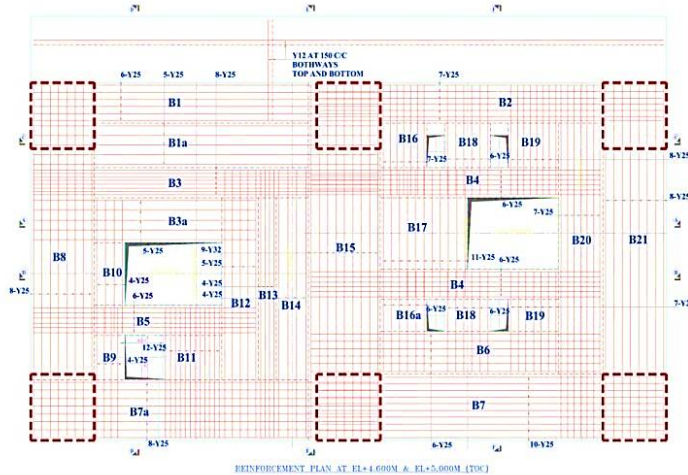 Y12 AT 150 C/C
BOTHWAYS
TOP AND BOTTOM
6-Y25 5-Y25 8-Y25 7-Y25
B1 B2
B16 B18 B19
B1a
7-Y25 6-Y25 8-Y25
B3 B4
8-Y25
6-Y25
7-Y25
B3a
B17 B20 B21
B15
5-Y25 9-Y32
B8 5-Y25 11-Y25 6-Y25
B10
4-Y25 4-Y25 B4
8-Y25 6-Y25 4-Y25 B12 B13 B14
7-Y2
6-Y25 6-Y25
B5 B16a B18 B19
12-Y25
B9 4-Y25 B11 B6
B7a B7
8-Y25 6-Y25 10-Y25
REINFORCEMENT PLAN AT EL+4.600M & EL+5.000M (TOC)